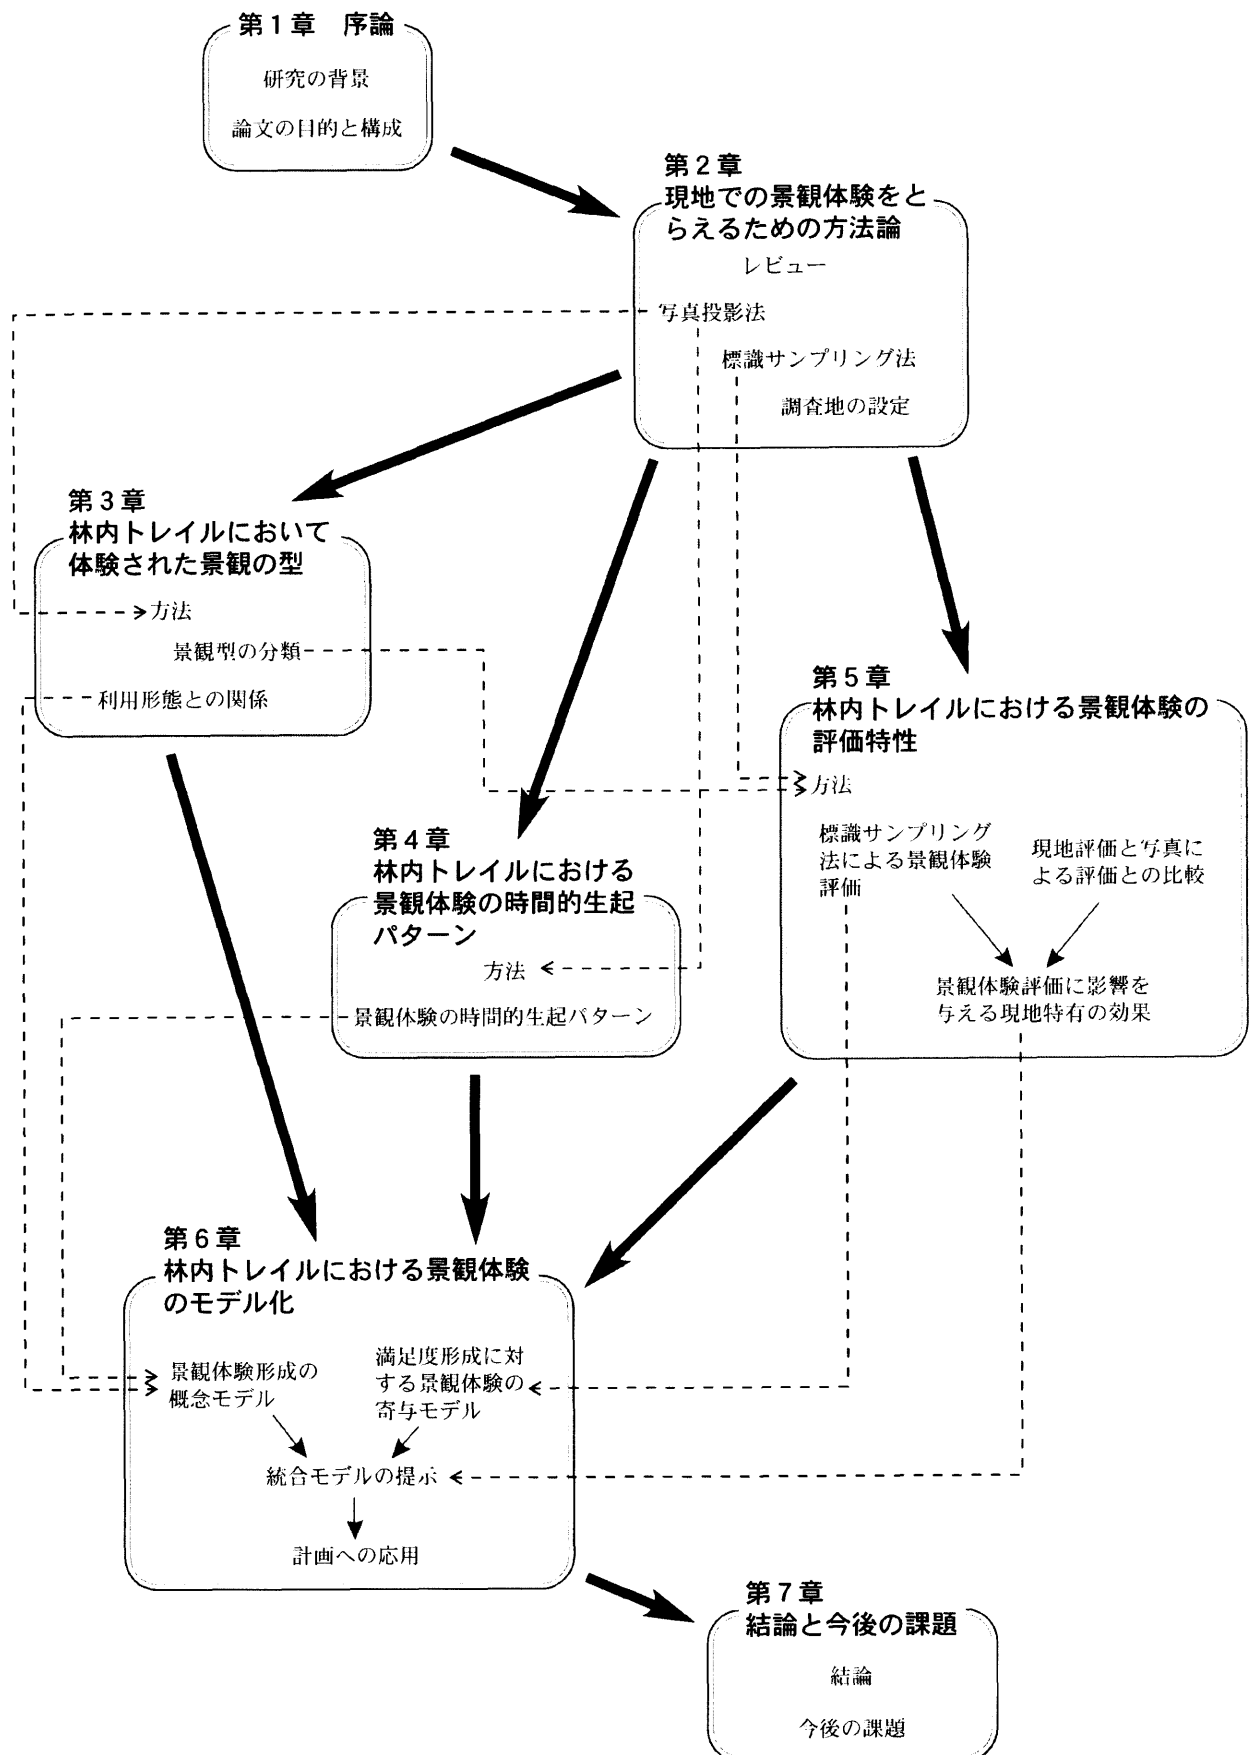 第1章 序論
研究の背景
論文の目的と構成
第2章
現地での景観体験をと
らえるための方法論
レビュー
写真投影法
標識サンプリング法
調査地の設定
第3章
林内トレイルにおいて
体験された景観の型
方法
景観型の分類
利用形態との関係
第4章
林内トレイルにおける
景観体験の時間的生起
パターン
方法
景観体験の時間的生起パターン
第5章
林内トレイルにおける景観体験の
評価特性
方法
標識サンプリング
法による景観体験
評価
現地評価と写真に
よる評価との比較
景観体験評価に影響を
与える現地特有の効果
第6章
林内トレイルにおける景観体験
のモデル化
景観体験形成の
概念モデル
満足度形成に対
する景観体験の
寄与モデル
統合モデルの提示
計画への応用
第7章
結論と今後の課題
結論
今後の課題